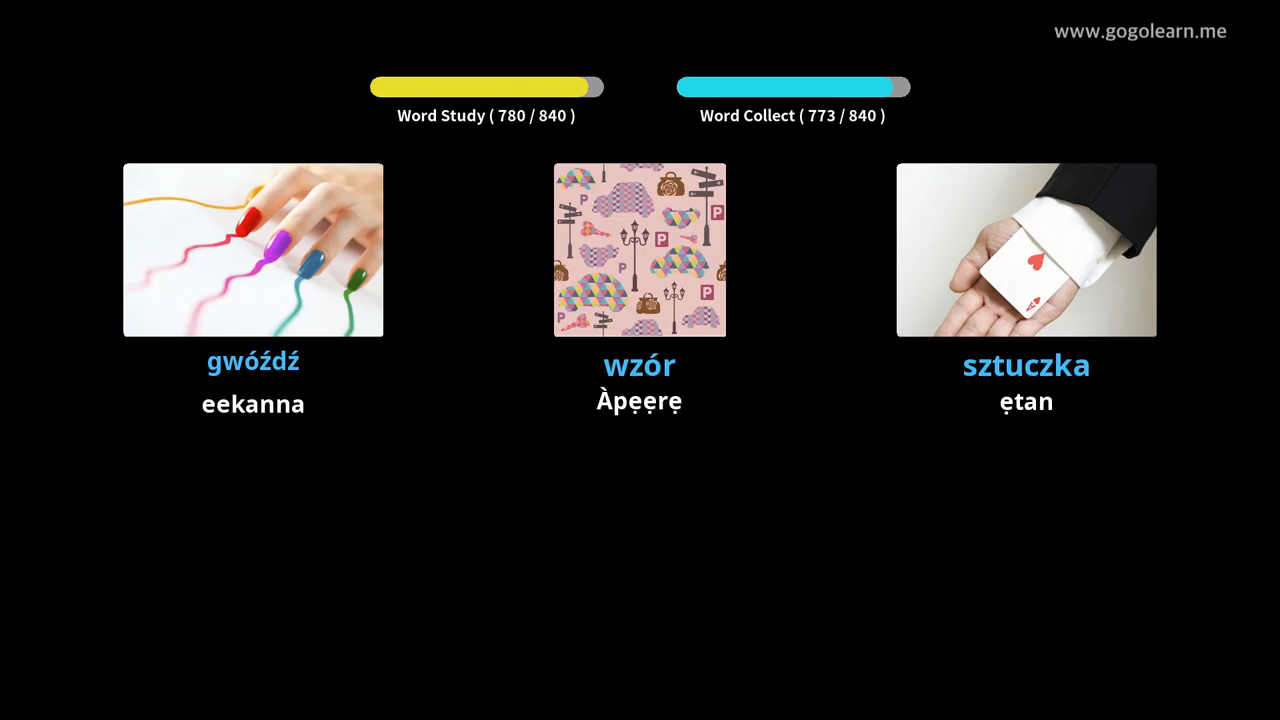 www.gogolearn.me
Word Study ( 780 / 840 )
Word Collect ( 773 / 840 )
gwóźdź
eekanna
wzór
Àpẹẹrẹ
sztuczka
ẹtan
P
P
P
P
P
P
A